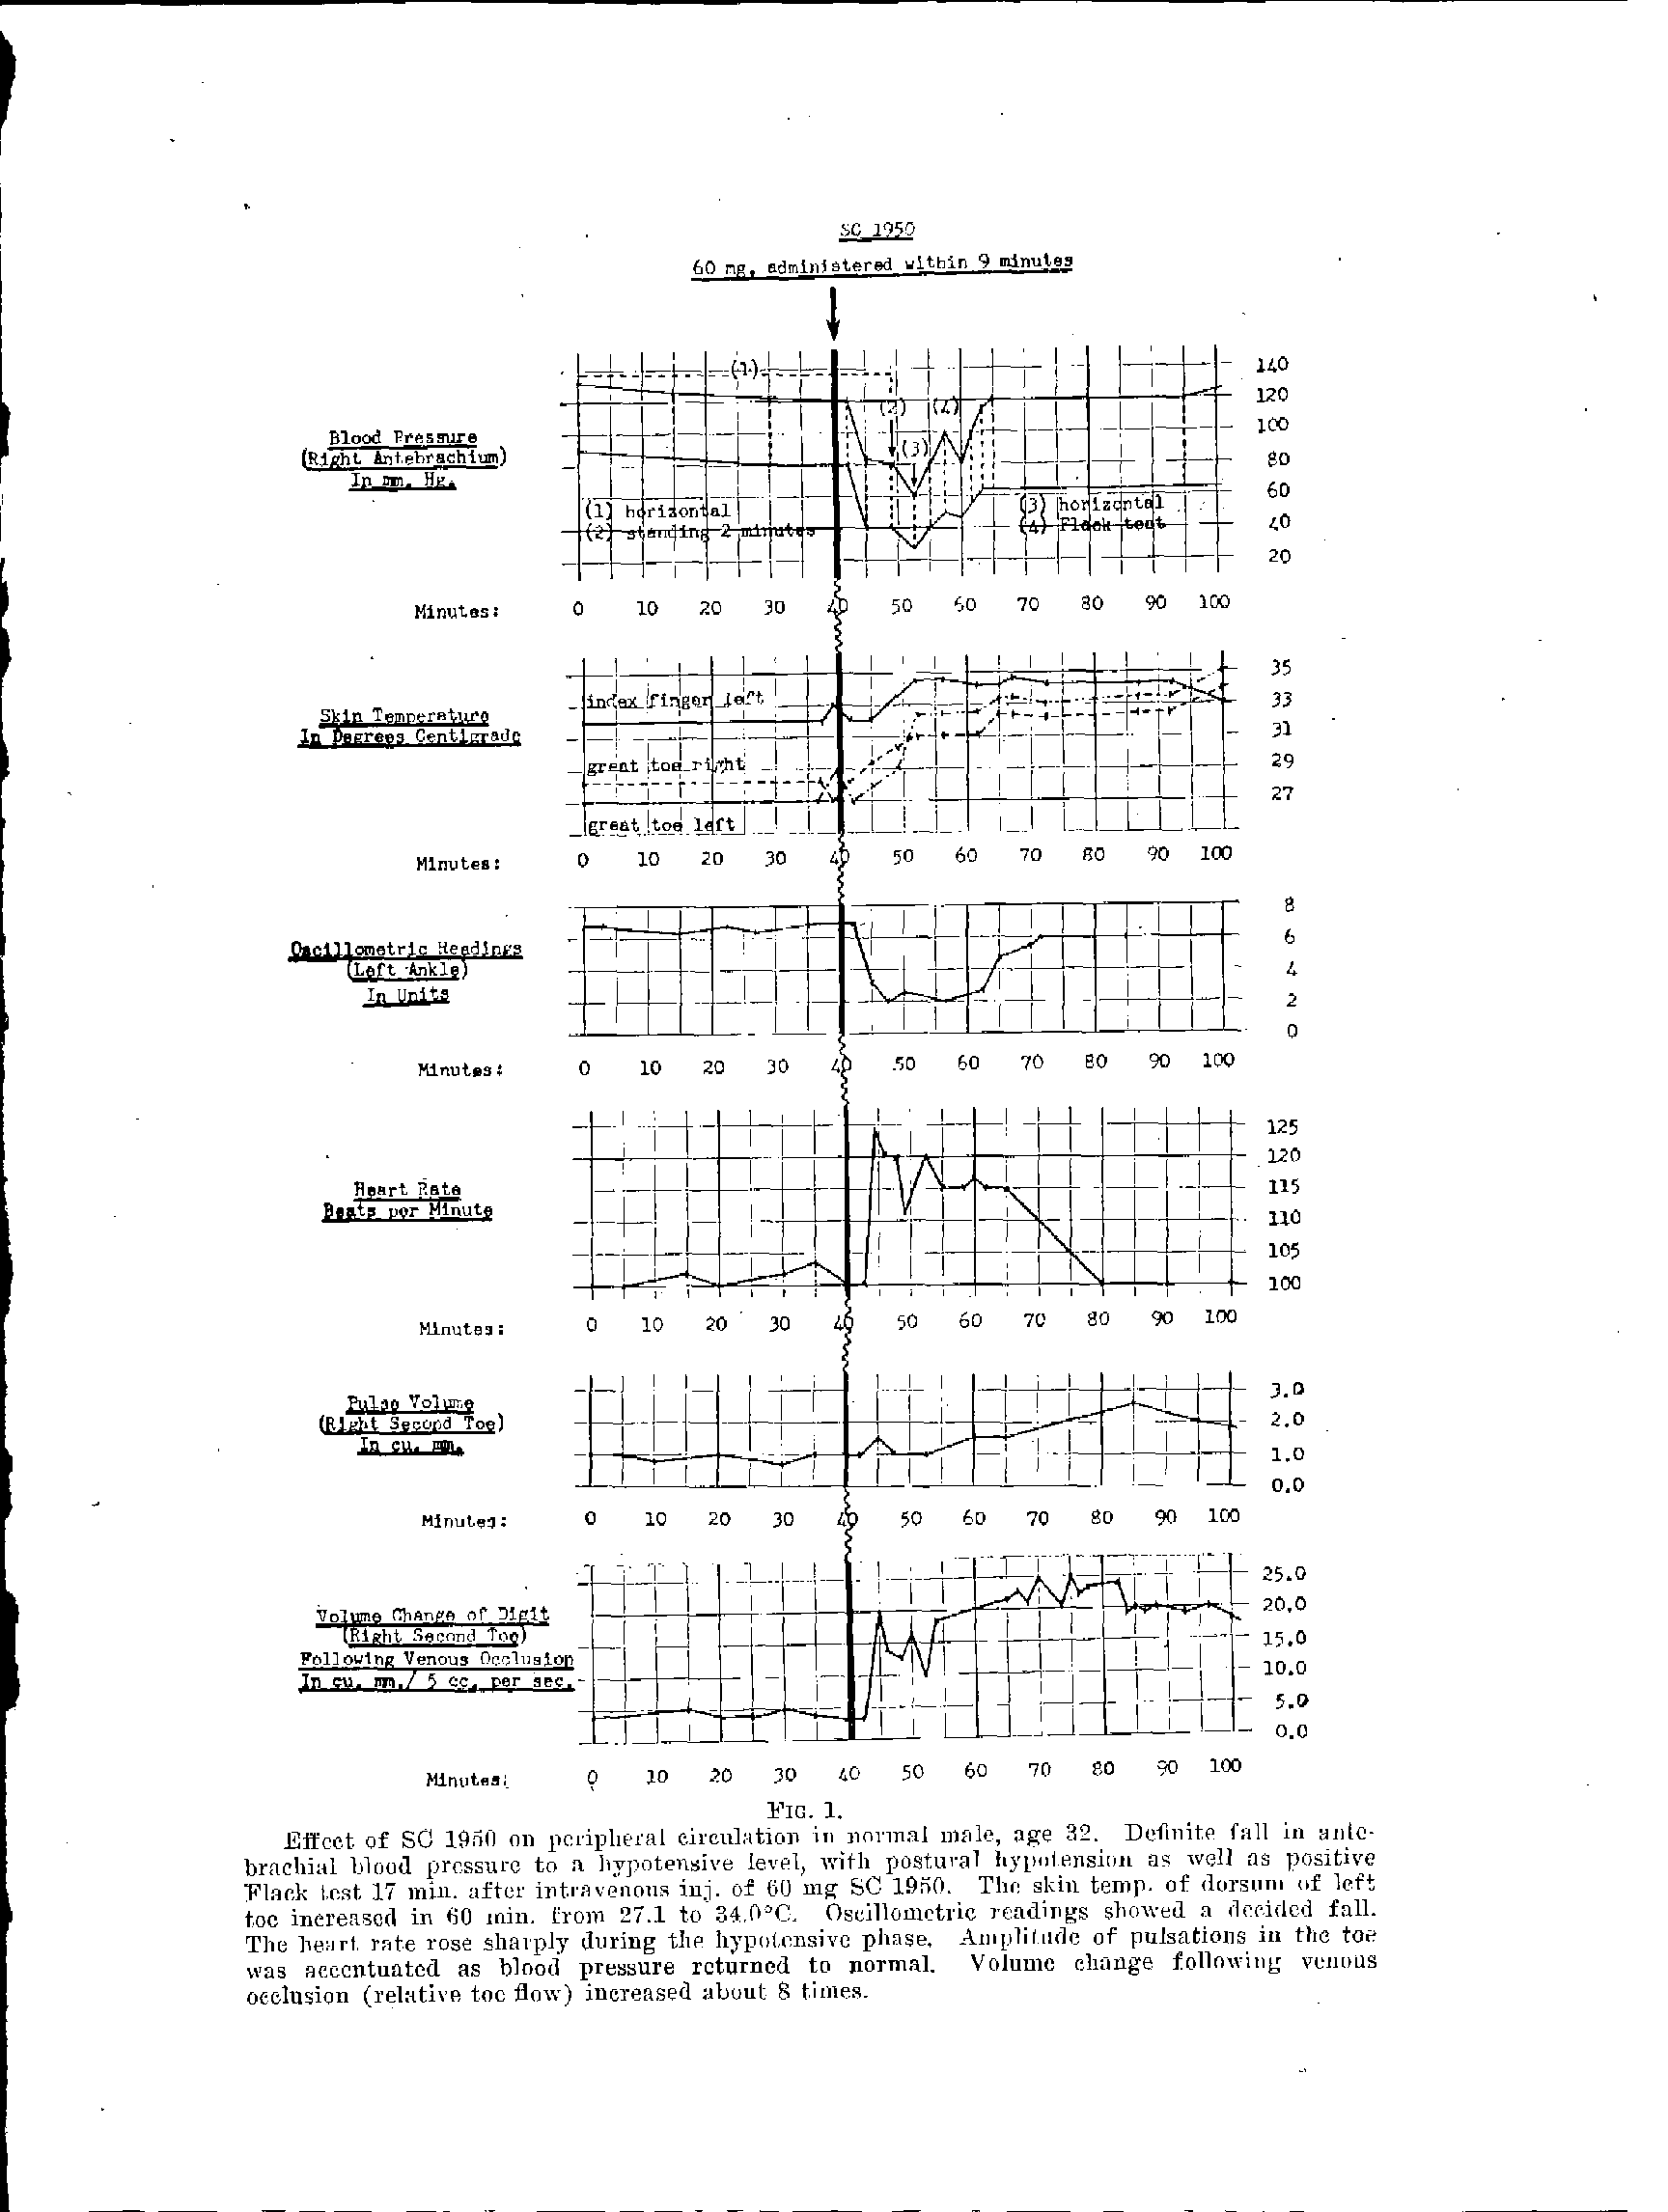 SC 1950
60 mg. administered within 9 minutes
Blood Pressure
(Right Antebrachium)
In mm. Hg.
(1)
(2)
(4)
(3)
(1) horizontal
(2) standing 2 minutes
(3) horizontal
(4) Flack test
140
120
100
80
60
40
20
Minutes: 0 10 20 30 40 50 60 70 80 90 100
Skin Temperature
In Degrees Centigrade
index finger left
great toe right
great toe left
35
33
31
29
27
Minutes: 0 10 20 30 40 50 60 70 80 90 100
Oscillometric Readings
(Left Ankle)
In Units
8
6
4
2
0
Minutes: 0 10 20 30 40 50 60 70 80 90 100
Heart Rate
Beats per Minute
125
120
115
110
105
100
Minutes: 0 10 20 30 40 50 60 70 80 90 100
Pulse Volume
(Right Second Toe)
In cu. mm.
3.0
2.0
1.0
0.0
Minutes: 0 10 20 30 40 50 60 70 80 90 100
Volume Change of Digit
(Right Second Toe)
Following Venous Occlusion
In cu. mm./ 5 cc. per sec.
25.0
20.0
15.0
10.0
5.0
0.0
Minutes: 0 10 20 30 40 50 60 70 80 90 100
FIG. 1.
Effect of SC 1950 on peripheral circulation in normal male, age 32. Definite fall in ante-
brachial blood pressure to a hypotensive level, with postural hypotension as well as positive
Flack test 17 min. after intravenous inj. of 60 mg SC 1950. The skin temp. of dorsum of left
toe increased in 60 min. from 27.1 to 34.0°C. Oscillometric readings showed a decided fall.
The heart rate rose sharply during the hypotensive phase. Amplitude of pulsations in the toe
was accentuated as blood pressure returned to normal. Volume change following venous
occlusion (relative toe flow) increased about 8 times.